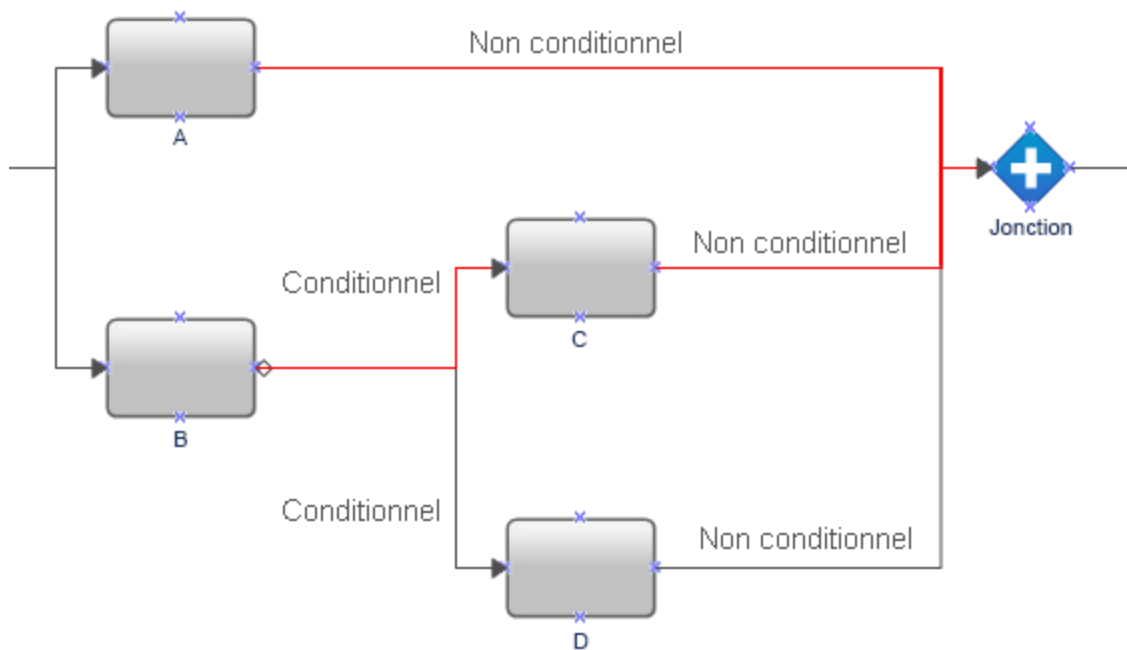 Non conditionnel
A
Jonction
Non conditionnel
Conditionnel
C
B
Conditionnel
Non conditionnel
D